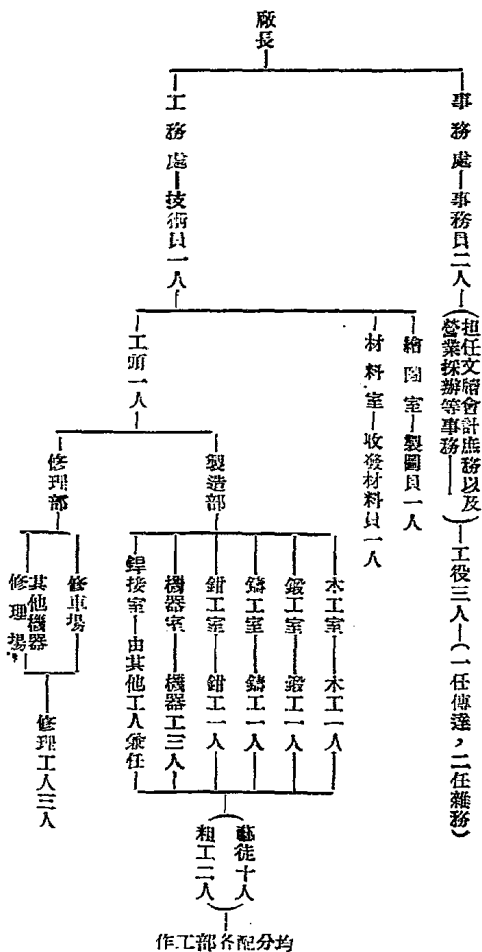 廠長
事務處
事務員二人
(担任文牘會計庶務以及
營業採辦等事務)
工役三人
(一任傳達,二任雜務)
工務處
技術員一人
繪圖室
製圖員一人
材料室
收發材料員一人
工頭一人
製造部
木工室
木工一人
鍛工室
鍛工一人
鑄工室
鑄工一人
鉗工室
鉗工一人
機器室
機器工三人
銲接室
由其他工人兼任
(藝徒十人
粗工二人)
作工部各配分均
修理部
修車場
其他機器
修理場
修理工人三人